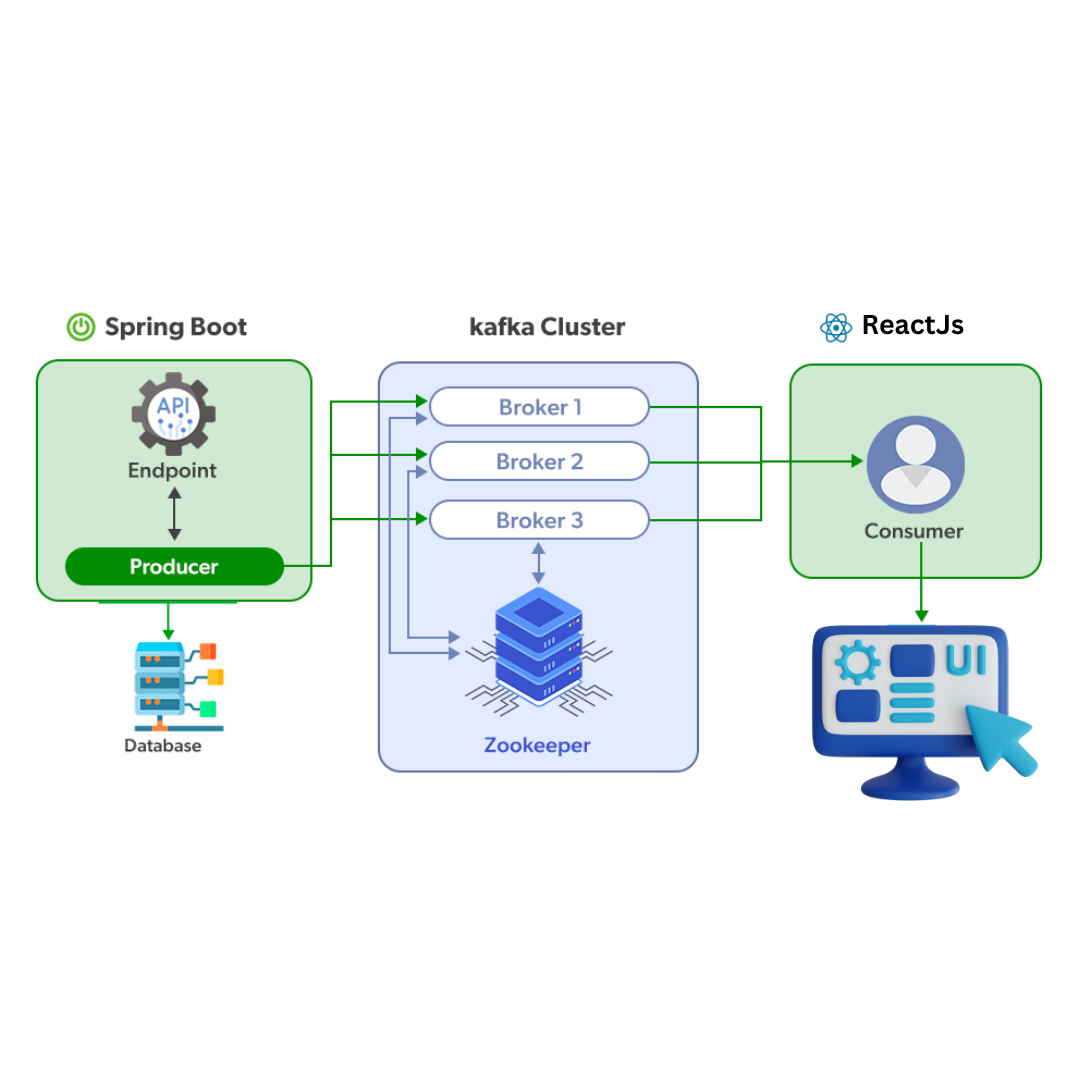 Spring Boot
API
Endpoint
Producer
Database
kafka Cluster
Broker 1
Broker 2
Broker 3
Zookeeper
ReactJs
Consumer
UI